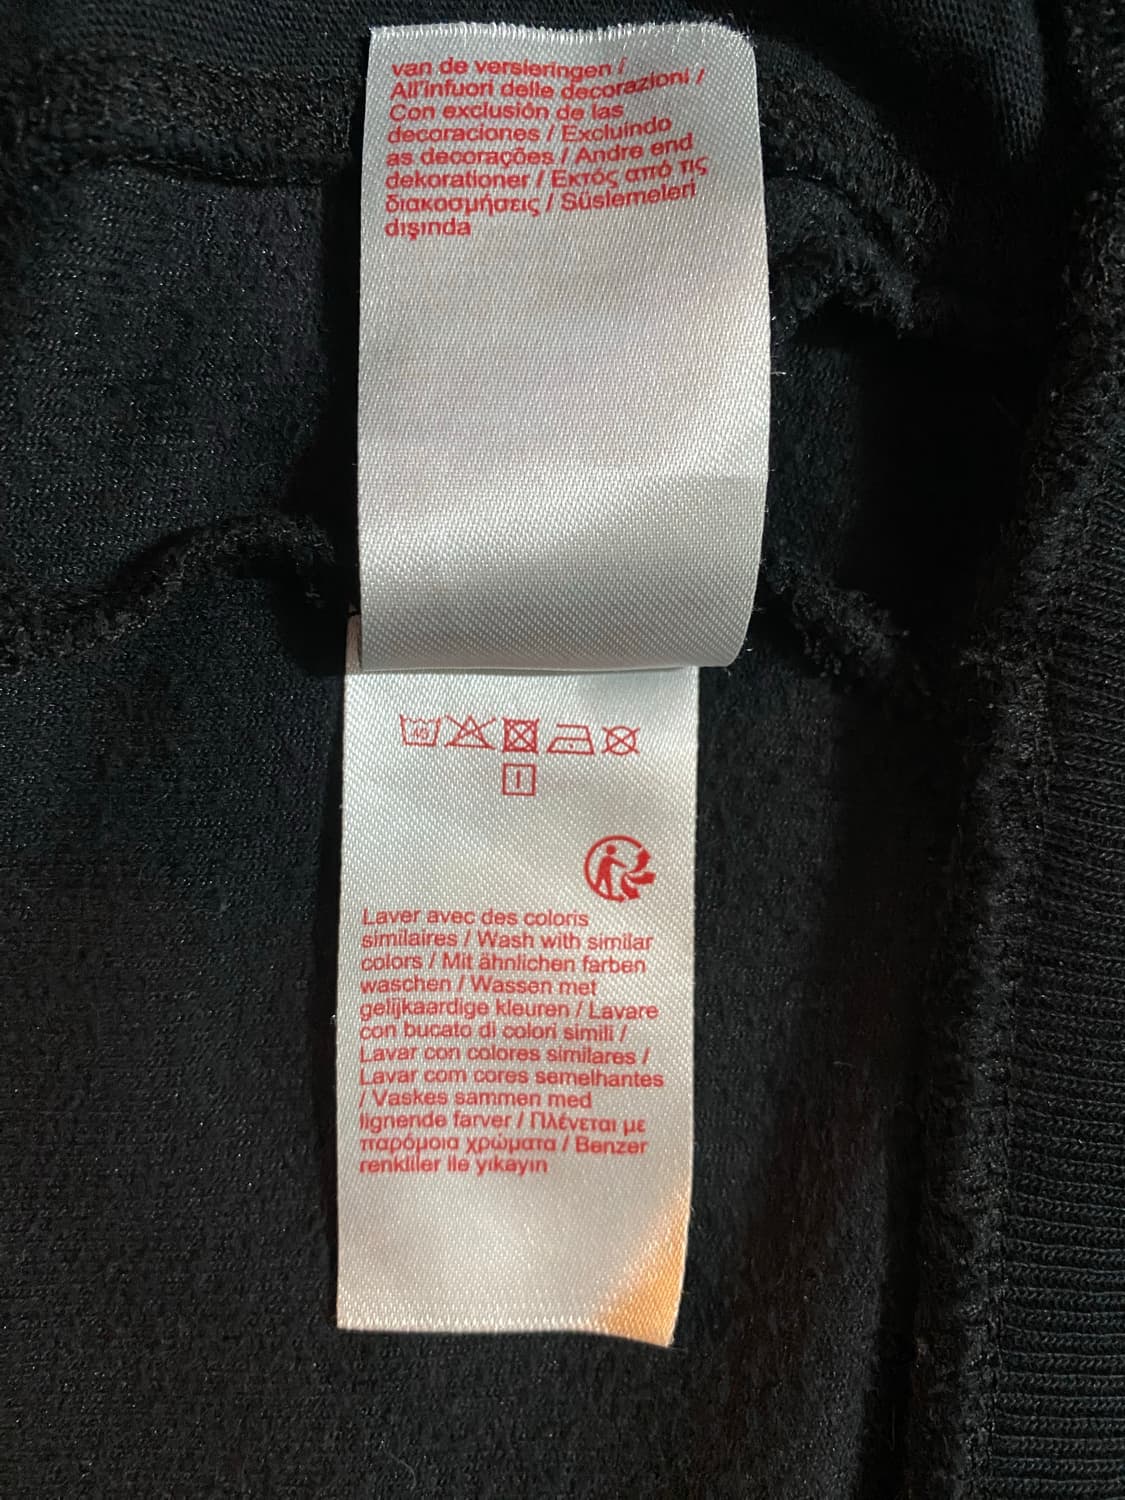 van de versieringen /
All'infuori delle decorazioni /
Con exclusión de las
decoraciones / Excluindo
as decorações / Andre end
dekorationer / Εκτός από τις
διακοσμήσεις / Süslemeleri
dışında
40
Laver avec des coloris
similaires / Wash with similar
colors / Mit ähnlichen farben
waschen / Wassen met
gelijkaardige kleuren / Lavare
con bucato di colori simili /
Lavar con colores similares /
Lavar com cores semelhantes
/ Vaskes sammen med
lignende farver / Πλένεται με
παρόμοια χρώματα / Benzer
renkliler ile yıkayın